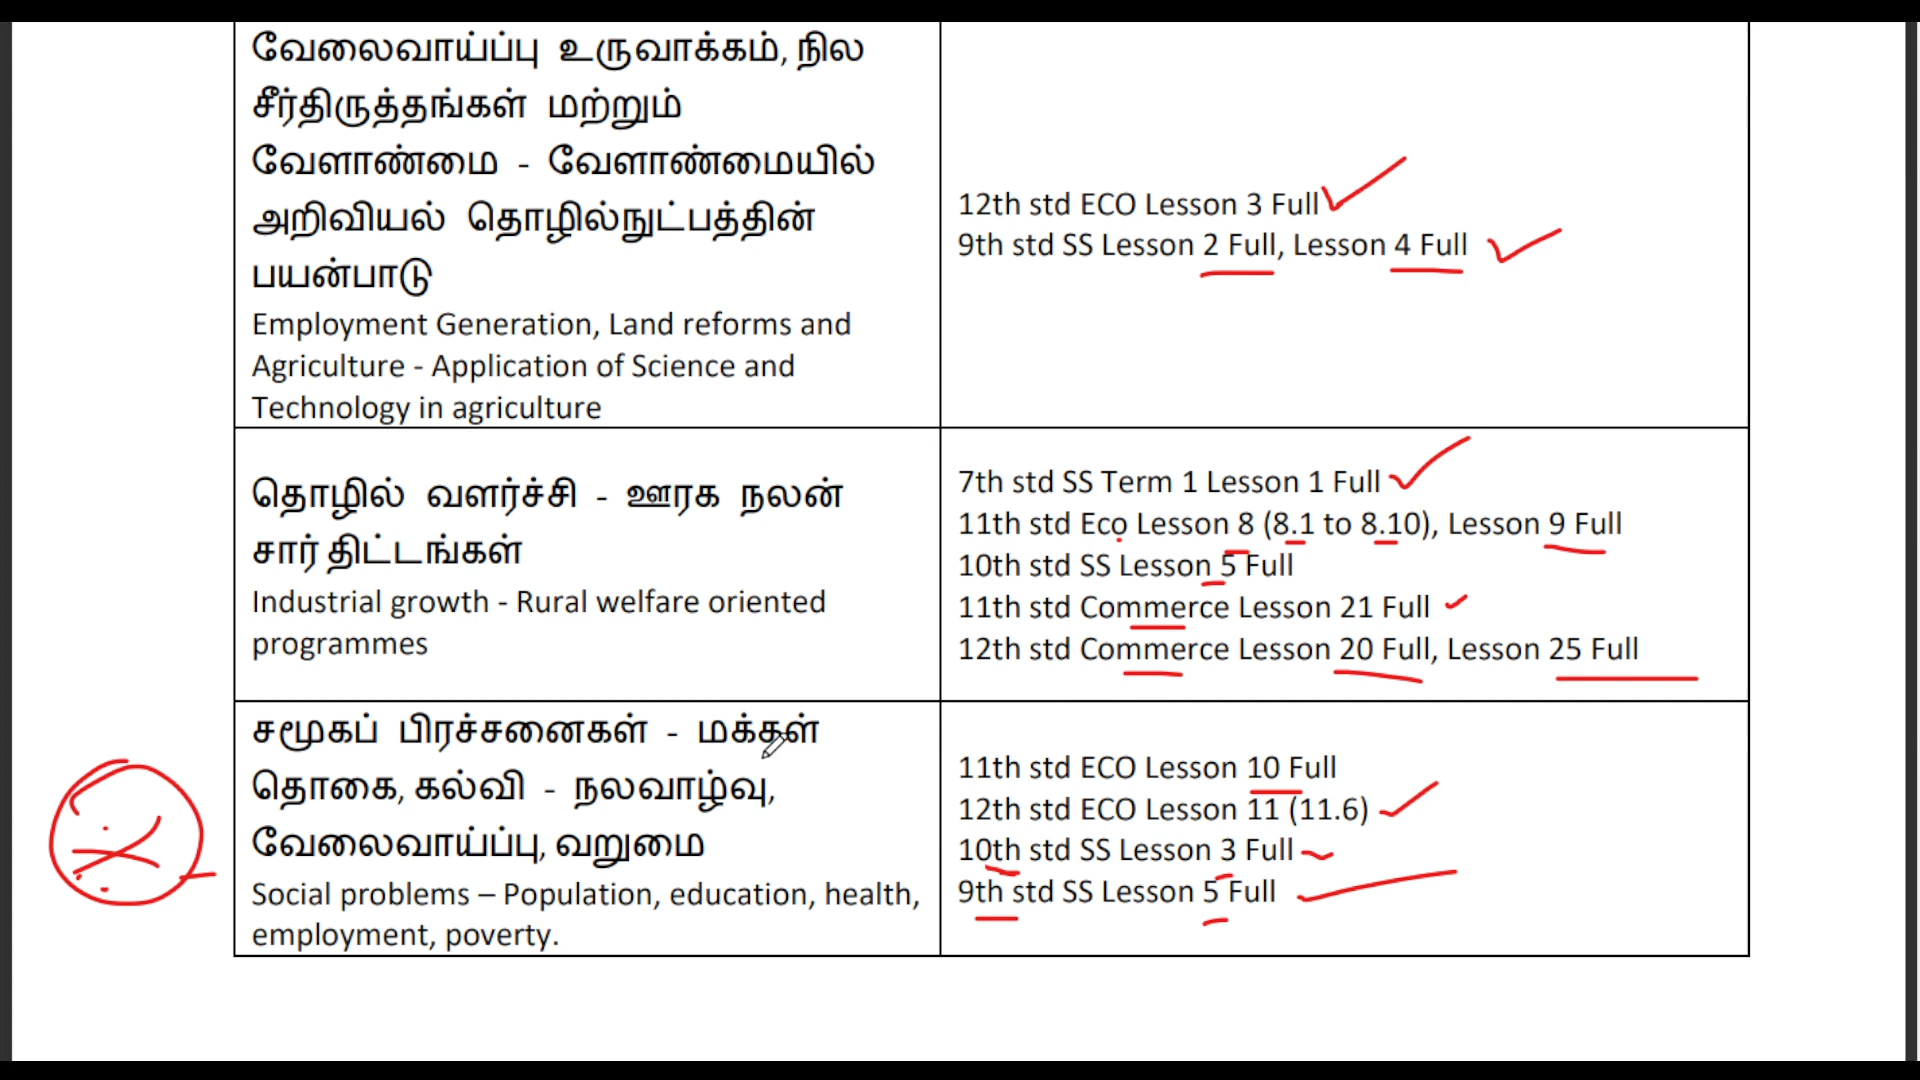 வேலைவாய்ப்பு உருவாக்கம், நில
சீர்திருத்தங்கள் மற்றும்
வேளாண்மை - வேளாண்மையில்
அறிவியல் தொழில்நுட்பத்தின்
பயன்பாடு
Employment Generation, Land reforms and
Agriculture - Application of Science and
Technology in agriculture
12th std ECO Lesson 3 Full
9th std SS Lesson 2 Full, Lesson 4 Full
தொழில் வளர்ச்சி - ஊரக நலன்
சார் திட்டங்கள்
Industrial growth - Rural welfare oriented
programmes
7th std SS Term 1 Lesson 1 Full
11th std Eco Lesson 8 (8.1 to 8.10), Lesson 9 Full
10th std SS Lesson 5 Full
11th std Commerce Lesson 21 Full
12th std Commerce Lesson 20 Full, Lesson 25 Full
சமூகப் பிரச்சனைகள் - மக்கள்
தொகை, கல்வி - நலவாழ்வு,
வேலைவாய்ப்பு, வறுமை
Social problems – Population, education, health,
employment, poverty.
11th std ECO Lesson 10 Full
12th std ECO Lesson 11 (11.6)
10th std SS Lesson 3 Full
9th std SS Lesson 5 Full